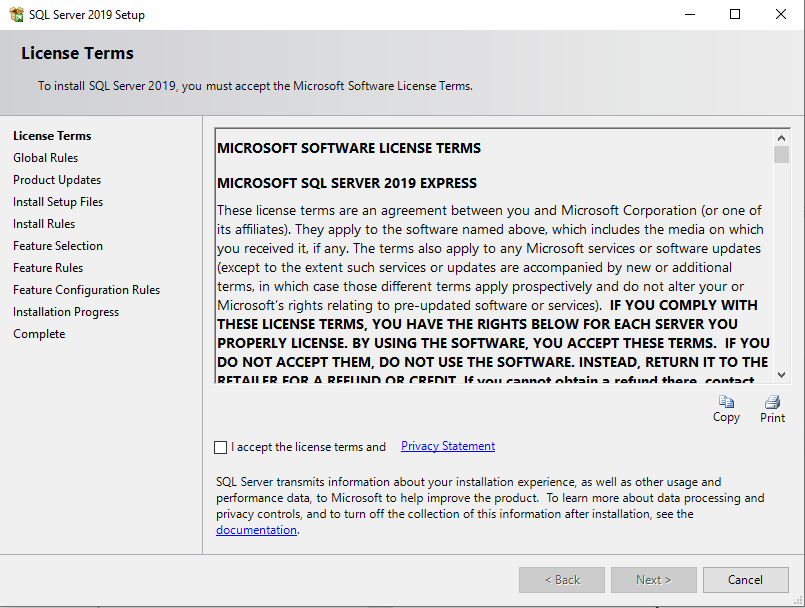 SQL Server 2019 Setup
License Terms
To install SQL Server 2019, you must accept the Microsoft Software License Terms.
License Terms
Global Rules
Product Updates
Install Setup Files
Install Rules
Feature Selection
Feature Rules
Feature Configuration Rules
Installation Progress
Complete
MICROSOFT SOFTWARE LICENSE TERMS
MICROSOFT SQL SERVER 2019 EXPRESS
These license terms are an agreement between you and Microsoft Corporation (or one of
its affiliates). They apply to the software named above, which includes the media on which
you received it, if any. The terms also apply to any Microsoft services or software updates
(except to the extent such services or updates are accompanied by new or additional
terms, in which case those different terms apply prospectively and do not alter your or
Microsoft's rights relating to pre-updated software or services). IF YOU COMPLY WITH
THESE LICENSE TERMS, YOU HAVE THE RIGHTS BELOW FOR EACH SERVER YOU
PROPERLY LICENSE. BY USING THE SOFTWARE, YOU ACCEPT THESE TERMS. IF YOU
DO NOT ACCEPT THEM, DO NOT USE THE SOFTWARE. INSTEAD, RETURN IT TO THE
RETAILER FOR A REFUND OR CREDIT. If you cannot obtain a refund there, contact
Copy
Print
I accept the license terms and Privacy Statement
SQL Server transmits information about your installation experience, as well as other usage and
performance data, to Microsoft to help improve the product. To learn more about data processing and
privacy controls, and to turn off the collection of this information after installation, see the
documentation.
< Back
Next >
Cancel